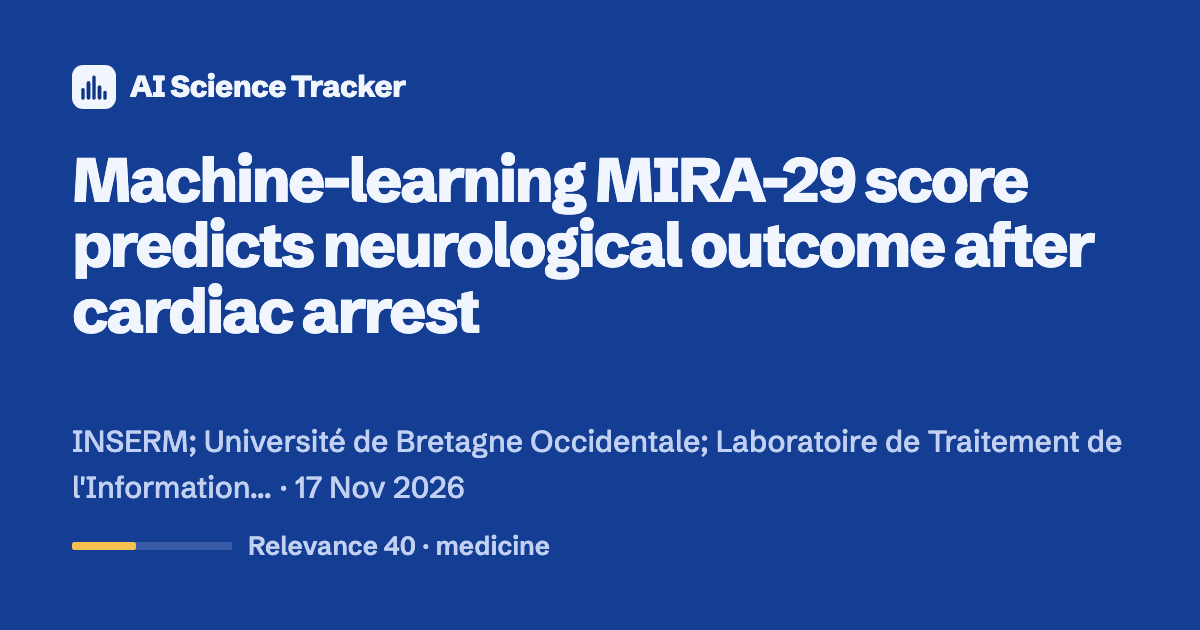 AI Science Tracker
Machine-learning MIRA-29 score
predicts neurological outcome after
cardiac arrest
INSERM; Université de Bretagne Occidentale; Laboratoire de Traitement de
l'Information... · 17 Nov 2026
Relevance 40 · medicine